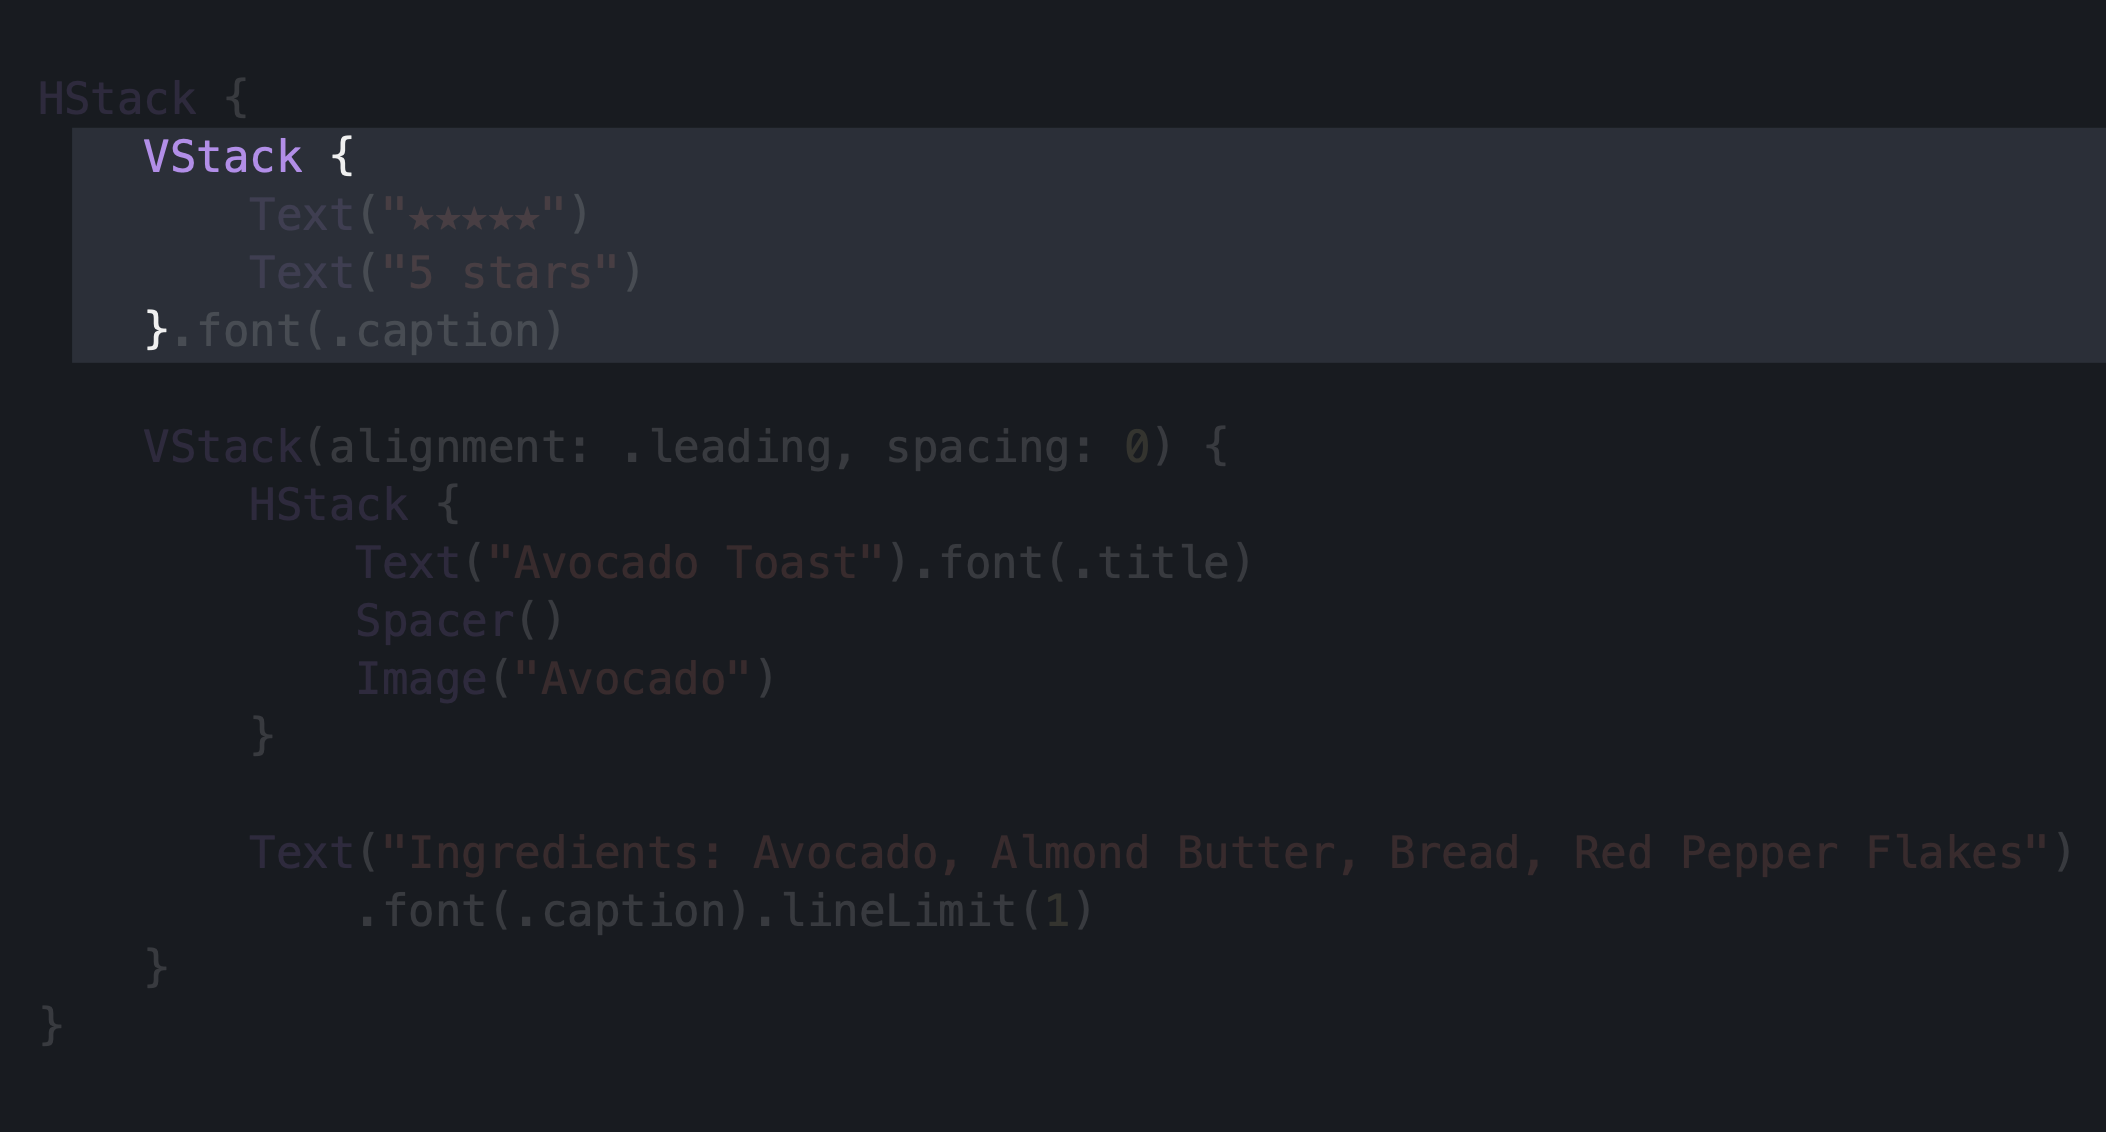 HStack {
    VStack {
        Text("★★★★★")
        Text("5 stars")
    }.font(.caption)

    VStack(alignment: .leading, spacing: 0) {
        HStack {
            Text("Avocado Toast").font(.title)
            Spacer()
            Image("Avocado")
        }

        Text("Ingredients: Avocado, Almond Butter, Bread, Red Pepper Flakes")
            .font(.caption).lineLimit(1)
    }
}